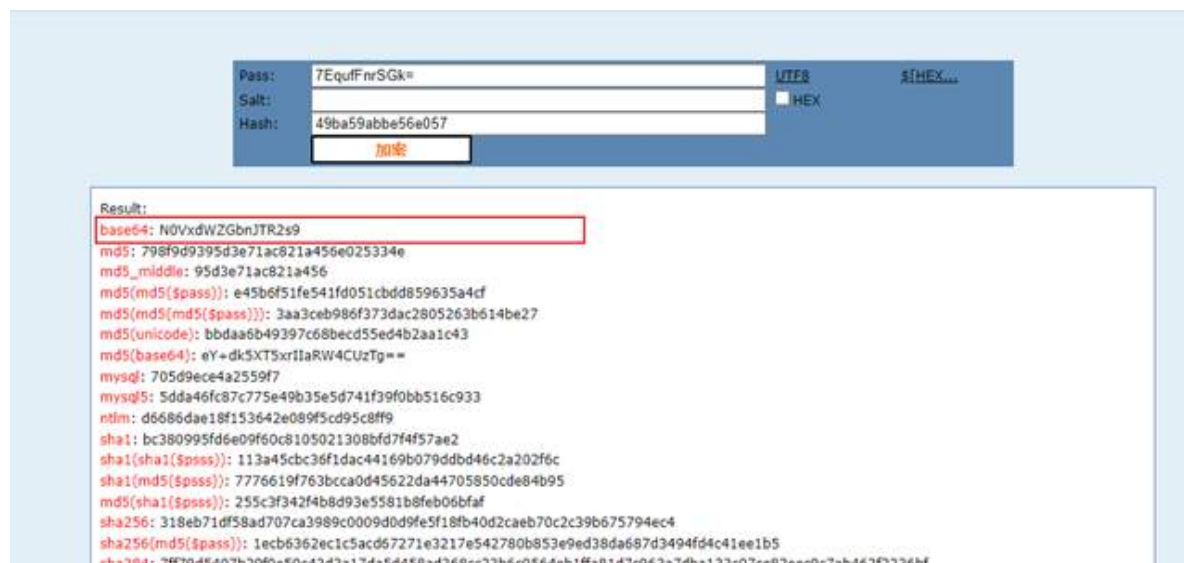 Pass: 7EqufFnrSGk= UTF8 $[HEX...
Salt: HEX
Hash: 49ba59abbe56e057
加密
Result:
base64: N0VxdWZGbnJTR2s9
md5: 798f9d9395d3e71ac821a456e025334e
md5_middle: 95d3e71ac821a456
md5(md5($pass)): e45b6f51fe541fd051cbdd859635a4cf
md5(md5(md5($pass))): 3aa3ceb986f373dac2805263b614be27
md5(unicode): bbdaa6b49397c68becd55ed4b2aa1c43
md5(base64): eY+dk5XT5xrIIaRW4CUzTg==
mysql: 705d9ece4a2559f7
mysql5: 5dda46fc87c775e49b35e5d741f39f0bb516c933
ntlm: d6686dae18f153642e089f5cd95c8ff9
sha1: bc380995fd6e09f60c8105021308bfd7f4f57ae2
sha1(sha1($psss)): 113a45cbc36f1dac44169b079ddbd46c2a202f6c
sha1(md5($psss)): 7776619f763bcca0d45622da44705850cde84b95
md5(sha1($psss)): 255c3f342f4b8d93e5581b8feb06bfaf
sha256: 318eb71df58ad707ca3989c0009d0d9fe5f18fb40d2caeb70c2c39b675794ec4
sha256(md5($pass)): 1ecb6362ec1c5acd67271e3217e542780b853e9ed38da687d3494fd4c41ee1b5